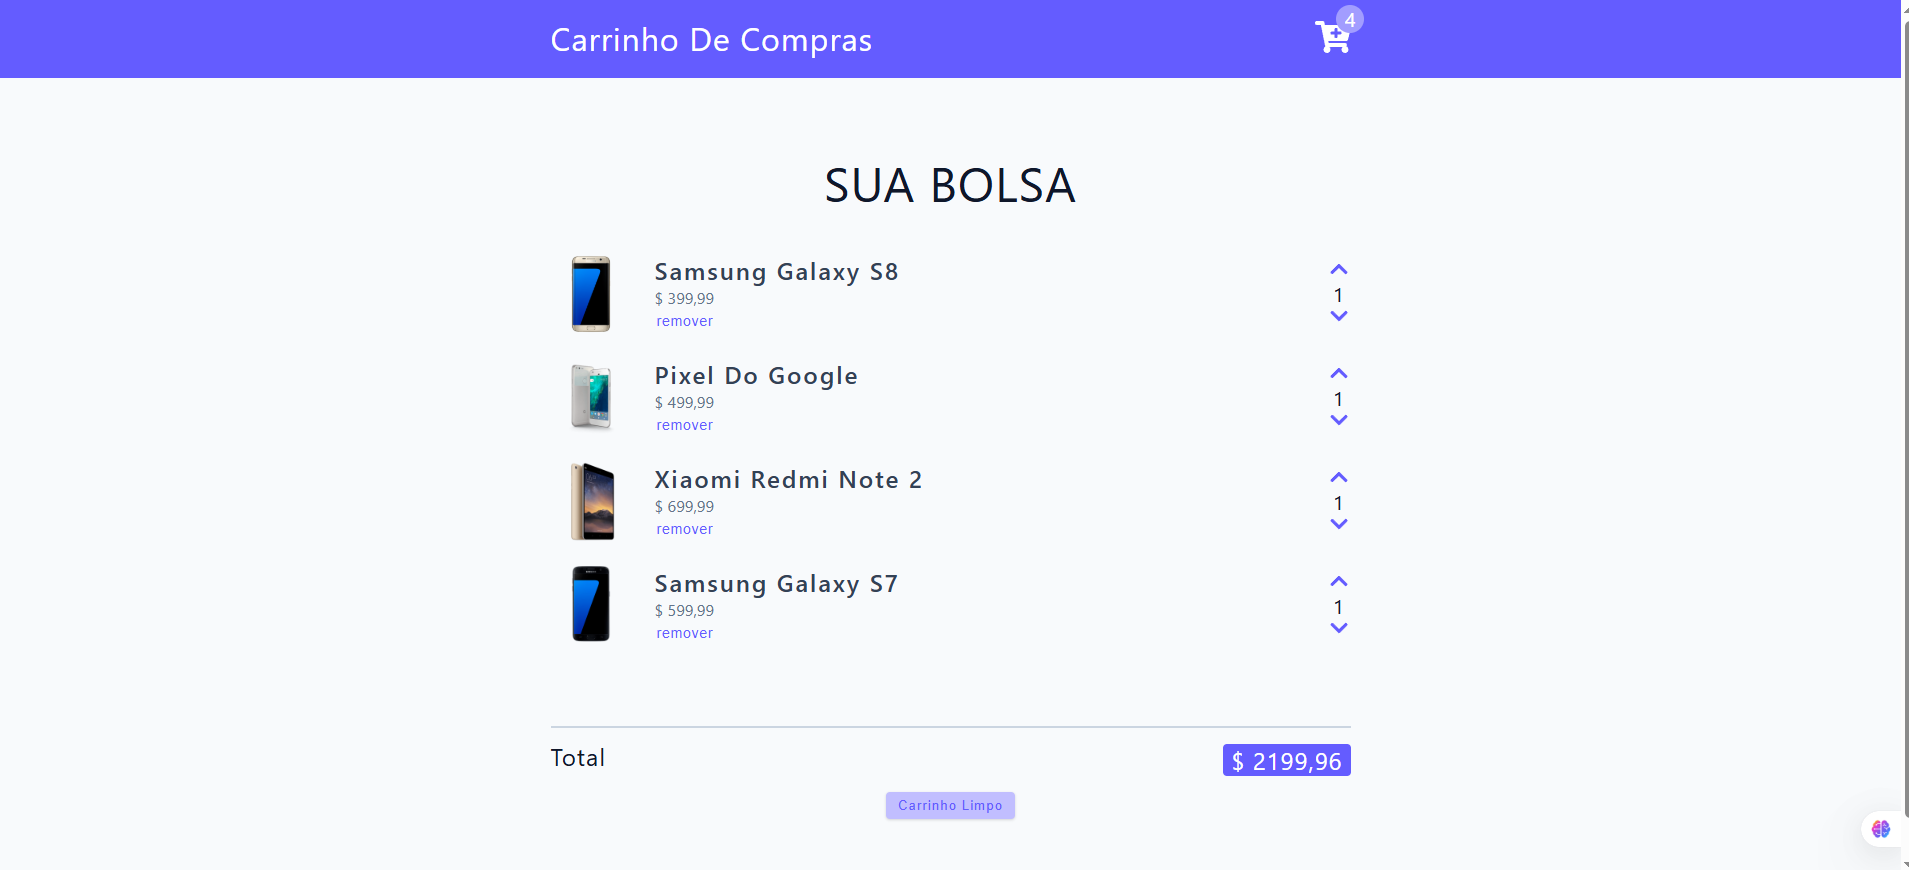 Carrinho De Compras
4
SUA BOLSA
Samsung Galaxy S8
$ 399,99
remover
1
Pixel Do Google
$ 499,99
remover
1
Xiaomi Redmi Note 2
$ 699,99
remover
1
Samsung Galaxy S7
$ 599,99
remover
1
Total
$ 2199,96
Carrinho Limpo